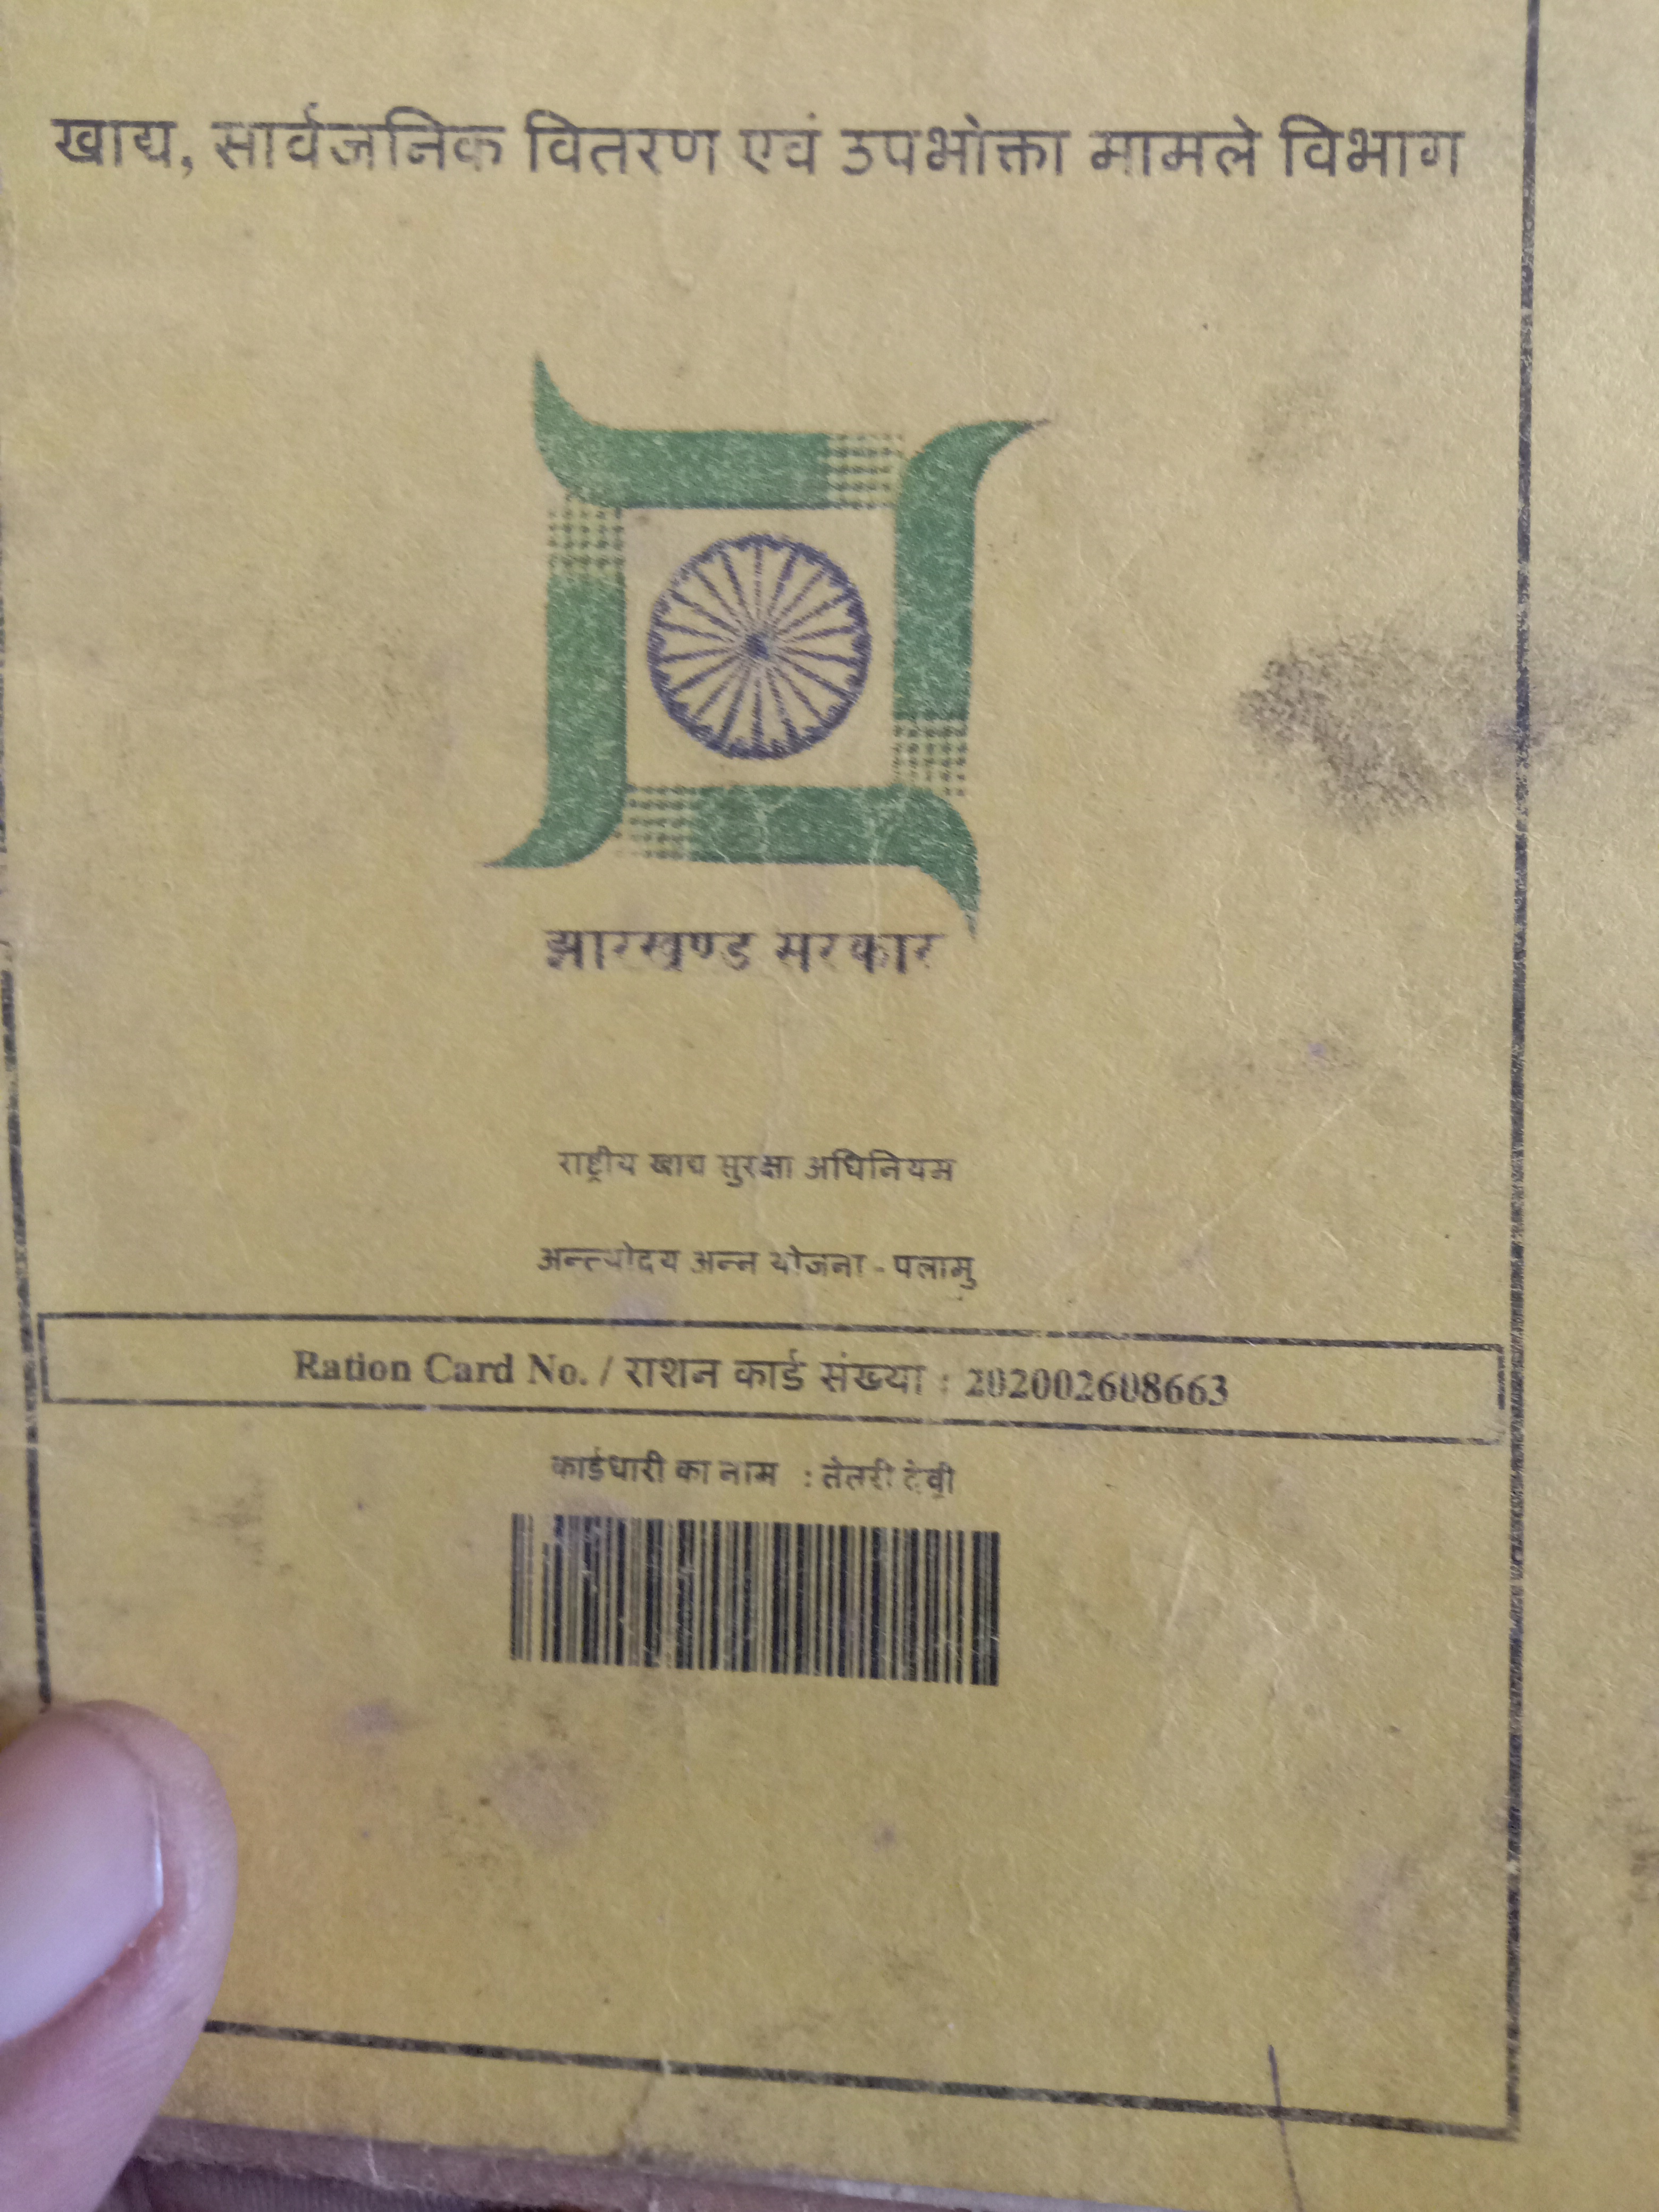 खाद्य, सार्वजनिक वितरण एवं उपभोक्ता मामले विभाग
झारखण्ड सरकार
राष्ट्रीय खाद्य सुरक्षा अधिनियम
अन्त्योदय अन्न योजना - पलामु
Ration Card No. / राशन कार्ड संख्या : 202002608663
कार्डधारी का नाम : तेतरी देवी